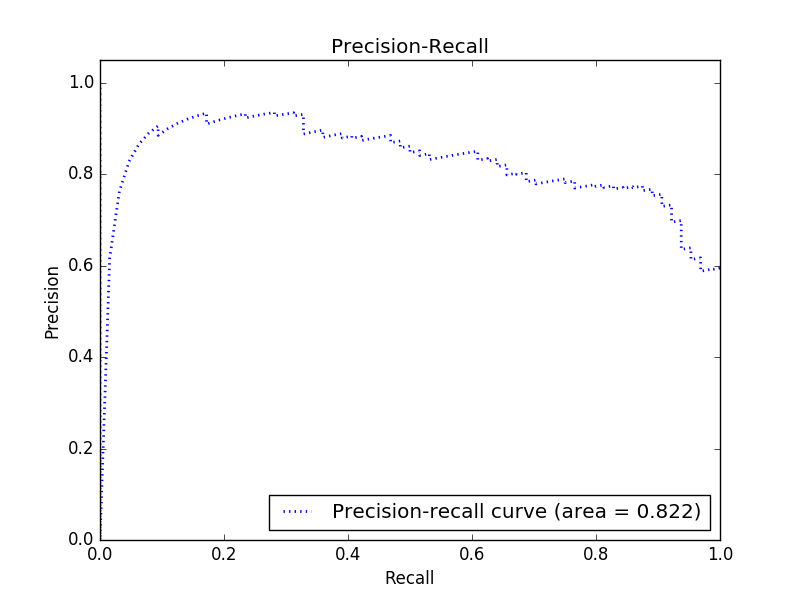 Precision-Recall
1.0
0.8
0.6
0.4
0.2
0.0
Precision
0.0 0.2 0.4 0.6 0.8 1.0
Recall
Precision-recall curve (area = 0.822)